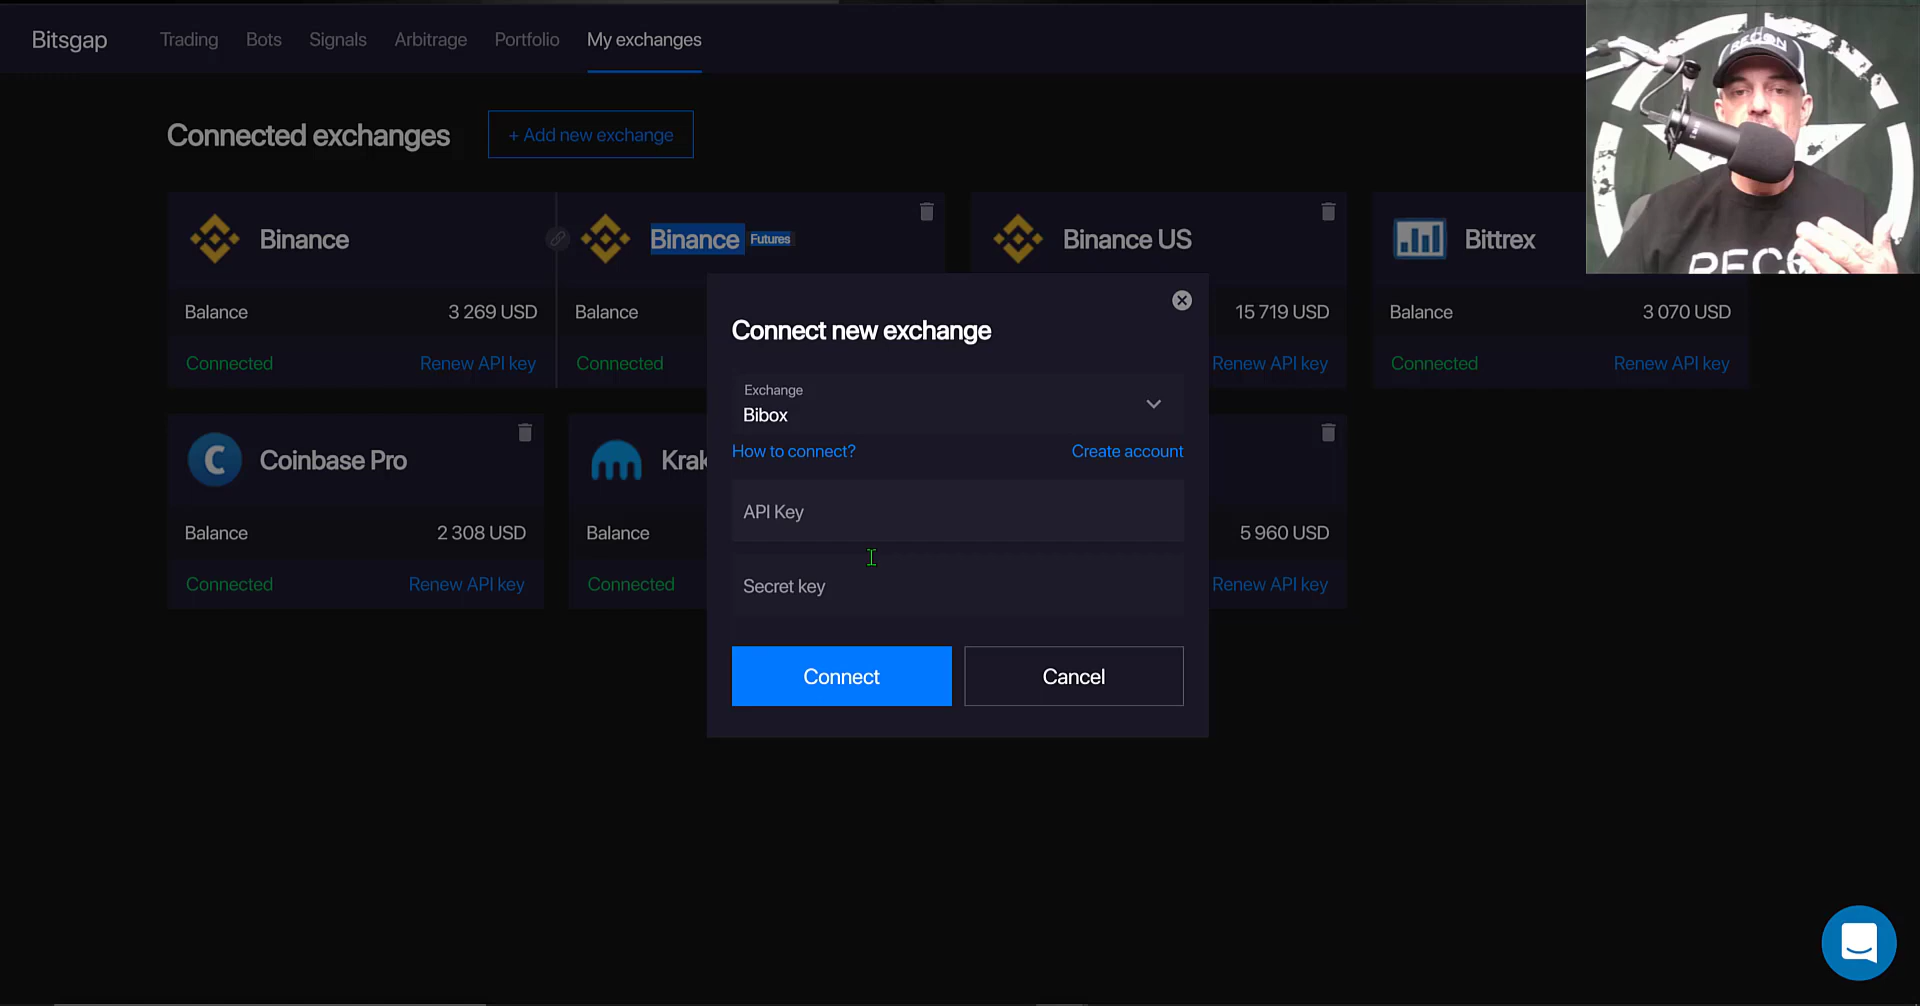 Bitsgap Trading Bots Signals Arbitrage Portfolio My exchanges
RECON
Connected exchanges + Add new exchange
Binance Binance Futures Binance US Bittrex
Balance 3 269 USD Balance 15 719 USD Balance 3 070 USD
Connected Renew API key Connected Renew API key Connected Renew API key
Connect new exchange
Exchange
Bibox
How to connect? Create account
API Key
Secret key
Connect Cancel
Coinbase Pro Krak
Balance 2 308 USD Balance 5 960 USD
Connected Renew API key Connected Renew API key